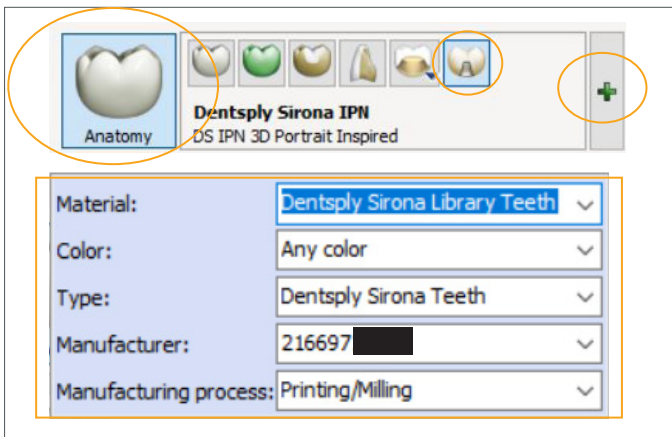 Dentsply Sirona IPN
Anatomy DS IPN 3D Portrait Inspired
Material: Dentsply Sirona Library Teeth
Color: Any color
Type: Dentsply Sirona Teeth
Manufacturer: 216697
Manufacturing process: Printing/Milling